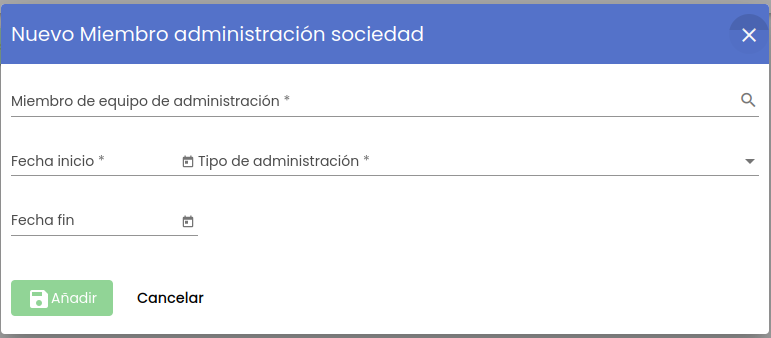 Nuevo Miembro administración sociedad
Miembro de equipo de administración *
Fecha inicio * Tipo de administración *
Fecha fin
Añadir Cancelar